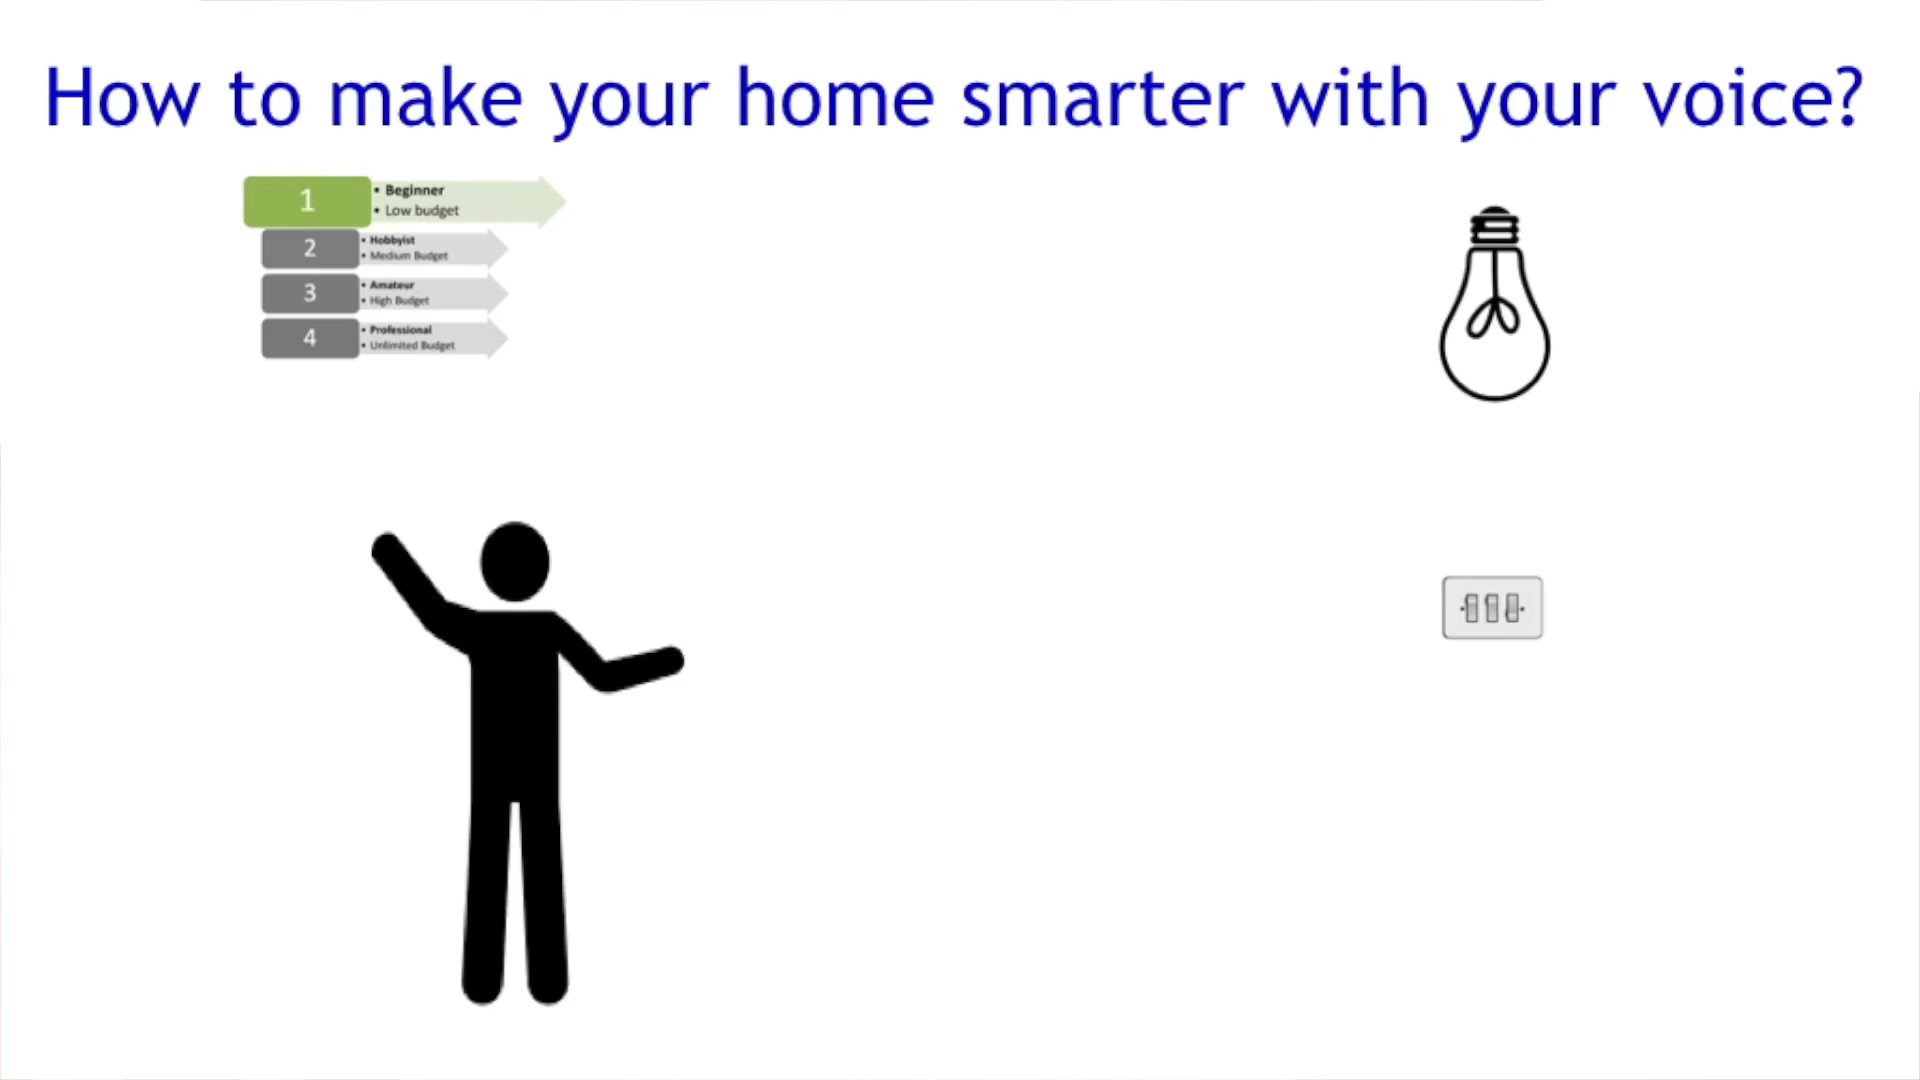 How to make your home smarter with your voice?
1
• Beginner
• Low budget
2
• Hobbyist
• Medium Budget
3
• Amateur
• High Budget
4
• Professional
• Unlimited Budget